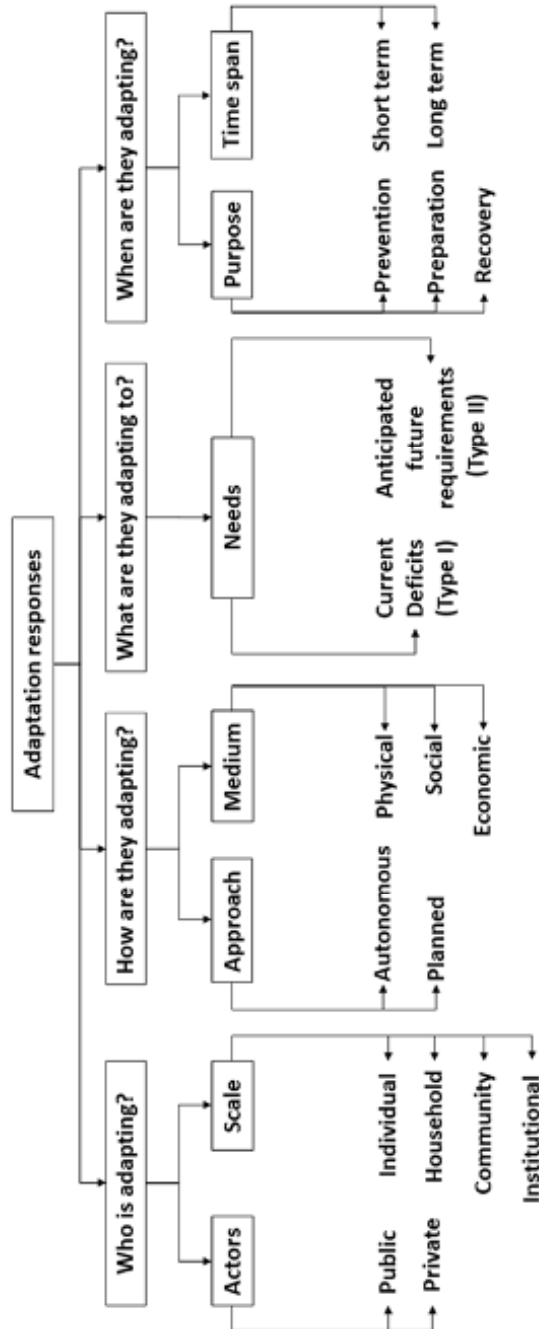 Adaptation responses
Who is adapting?
How are they adapting?
What are they adapting to?
When are they adapting?
Actors
Scale
Approach
Medium
Needs
Purpose
Time span
Public
Private
Individual
Household
Community
Institutional
Autonomous
Planned
Physical
Social
Economic
Current
Deficits
(Type I)
Anticipated
future
requirements
(Type II)
Prevention
Preparation
Recovery
Short term
Long term